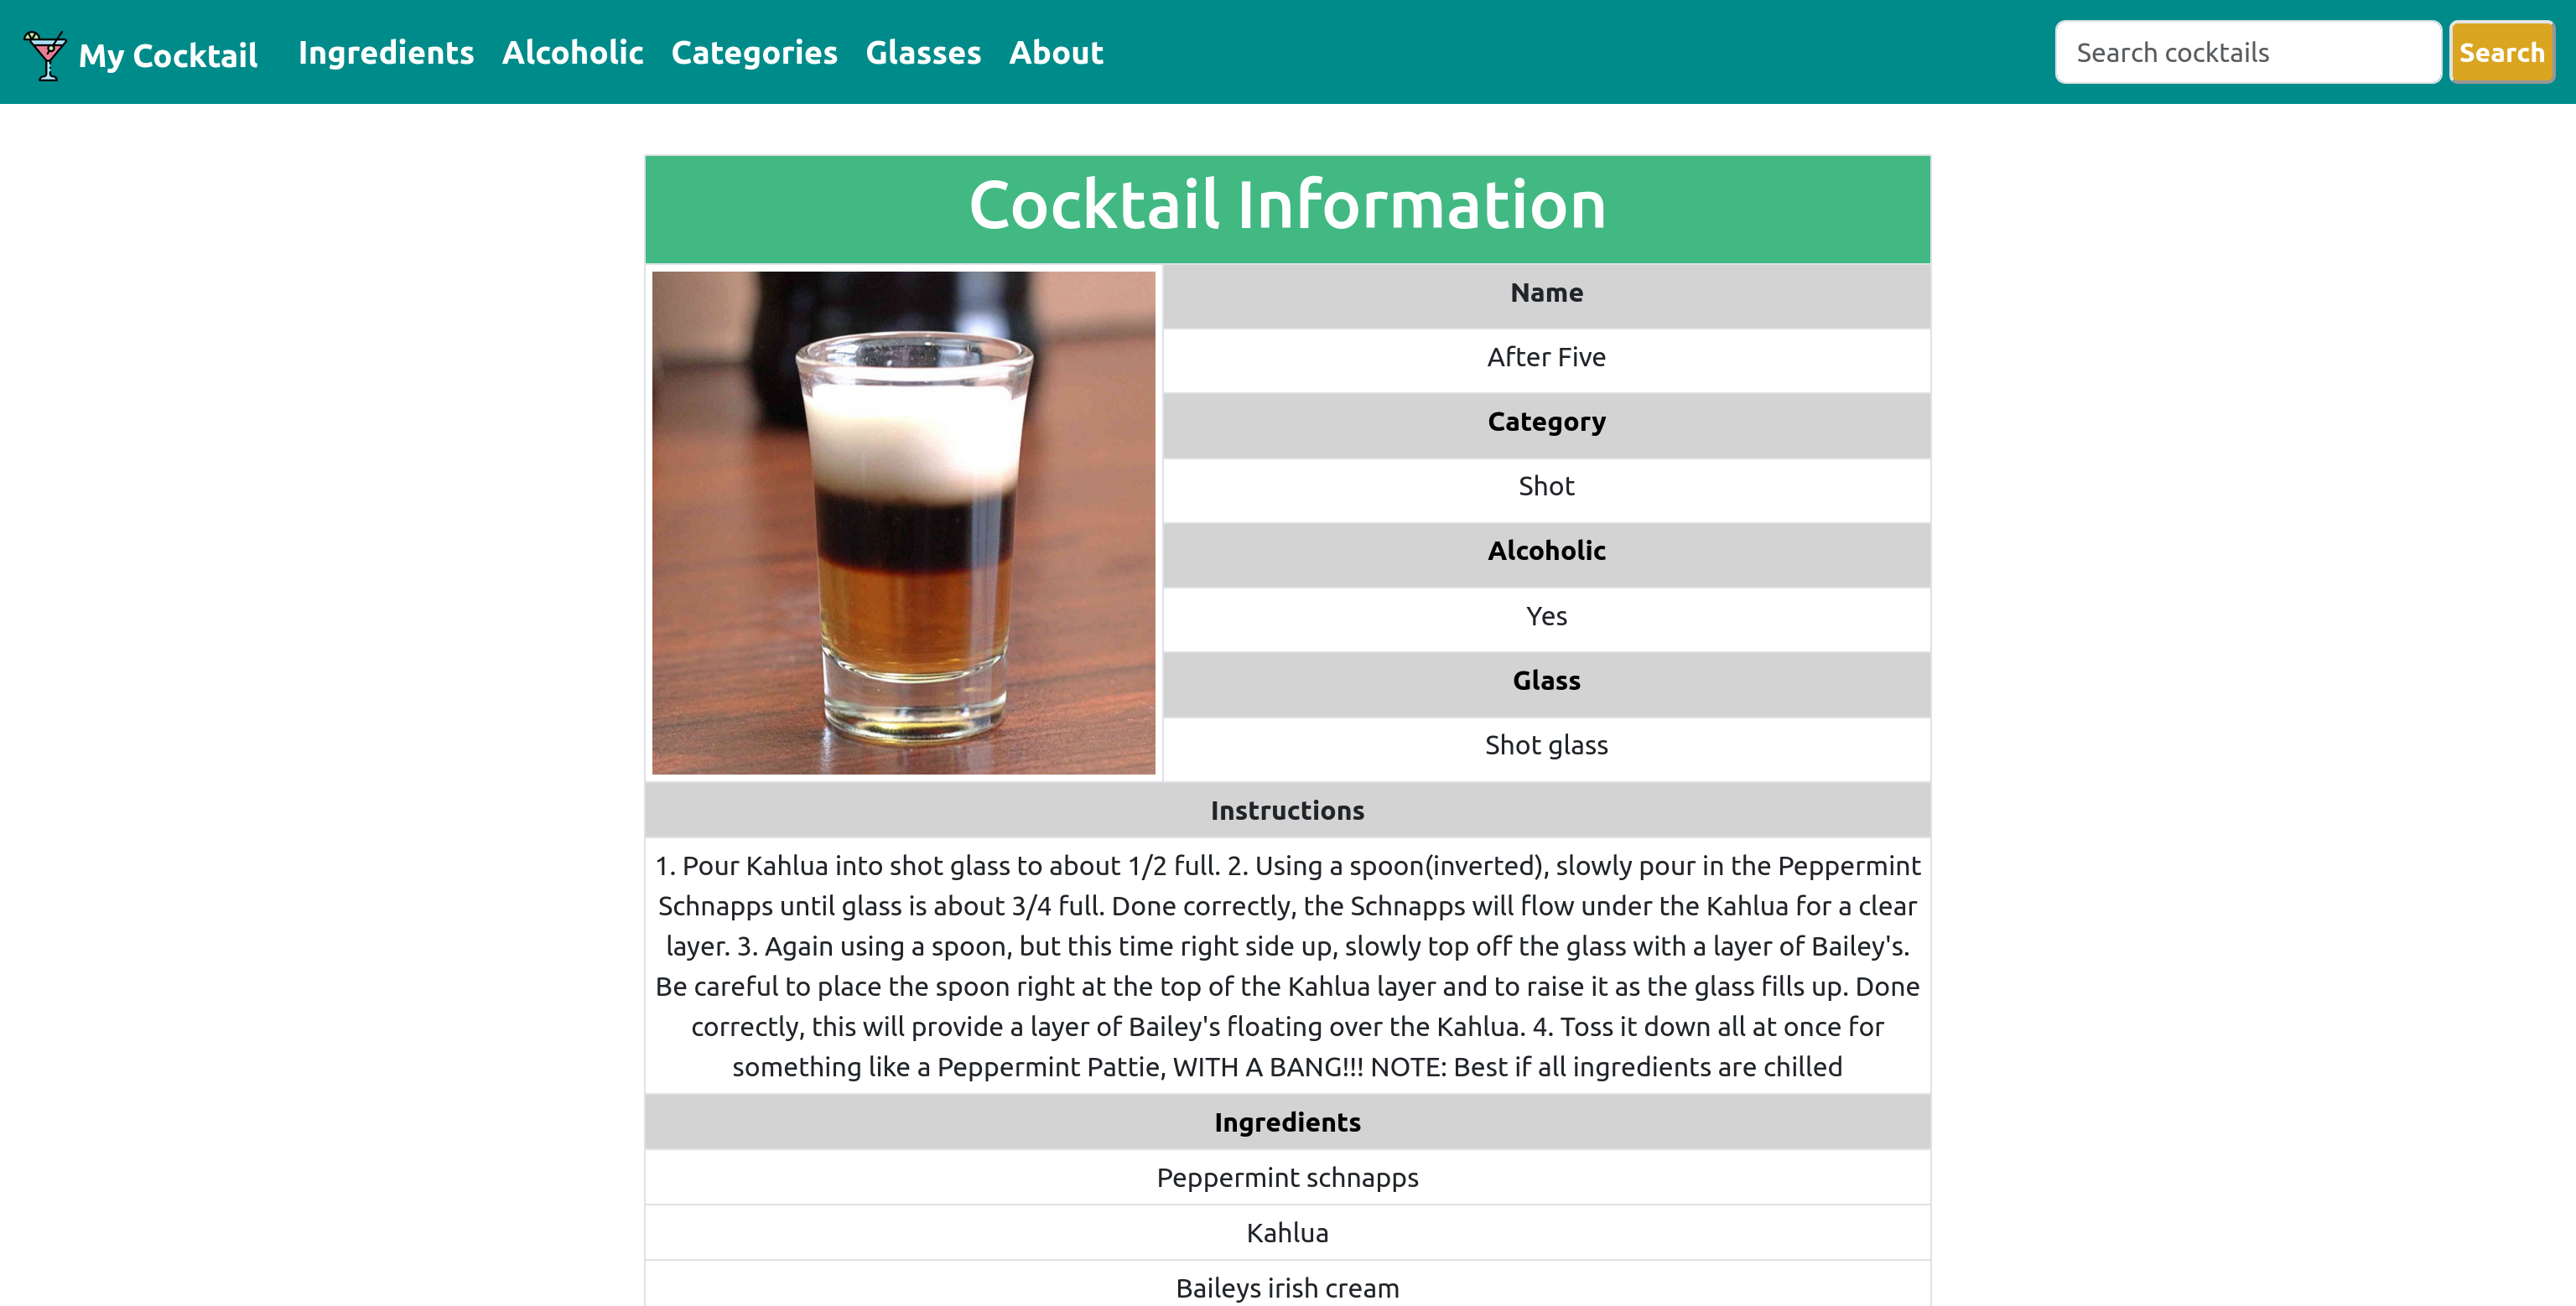 My Cocktail Ingredients Alcoholic Categories Glasses About Search cocktails Search
Cocktail Information
Name
After Five
Category
Shot
Alcoholic
Yes
Glass
Shot glass
Instructions
1. Pour Kahlua into shot glass to about 1/2 full. 2. Using a spoon(inverted), slowly pour in the Peppermint
Schnapps until glass is about 3/4 full. Done correctly, the Schnapps will flow under the Kahlua for a clear
layer. 3. Again using a spoon, but this time right side up, slowly top off the glass with a layer of Bailey's.
Be careful to place the spoon right at the top of the Kahlua layer and to raise it as the glass fills up. Done
correctly, this will provide a layer of Bailey's floating over the Kahlua. 4. Toss it down all at once for
something like a Peppermint Pattie, WITH A BANG!!! NOTE: Best if all ingredients are chilled
Ingredients
Peppermint schnapps
Kahlua
Baileys irish cream